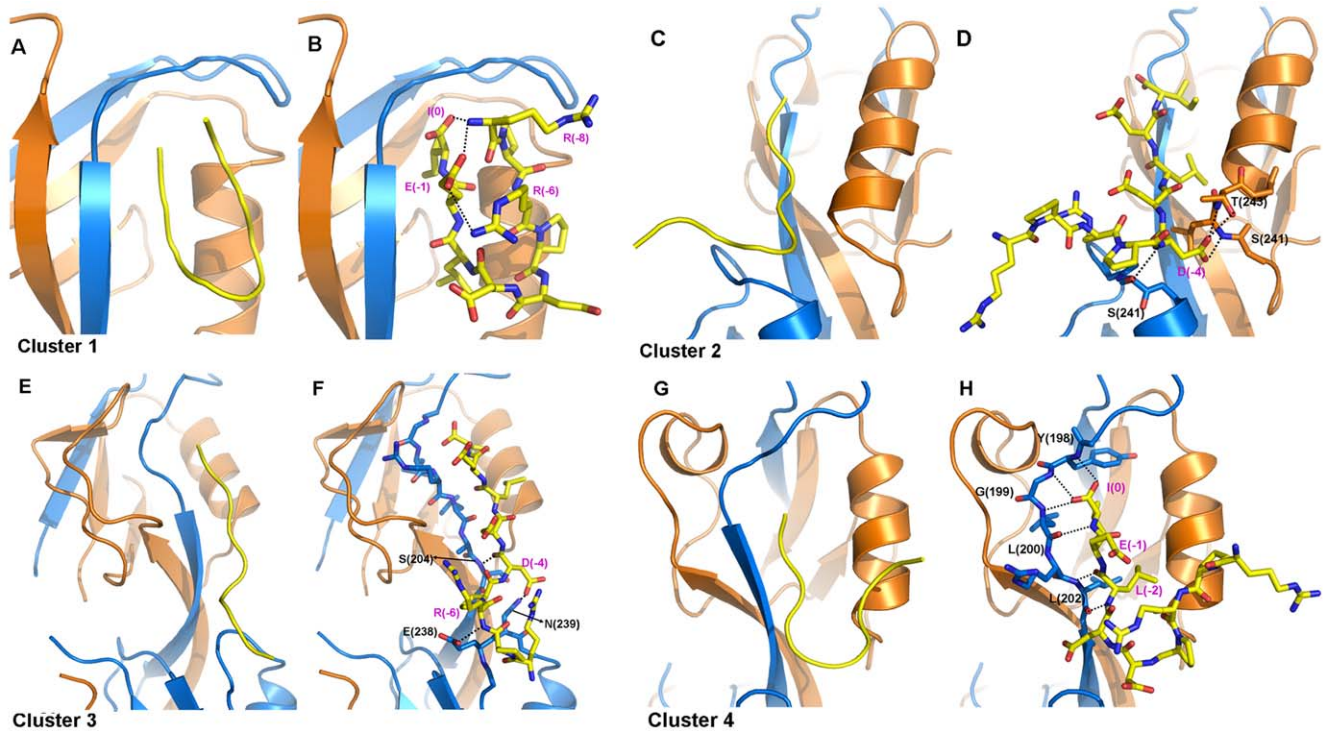 A
B
I(0)
R(-8)
E(-1)
R(-6)
Cluster 1
C
D
T(243)
S(241)
D(-4)
S(241)
Cluster 2
E
F
S(204)
D(-4)
R(-6)
E(238)
N(239)
Cluster 3
G
H
Y(198)
I(0)
G(199)
E(-1)
L(200)
L(-2)
L(202)
Cluster 4